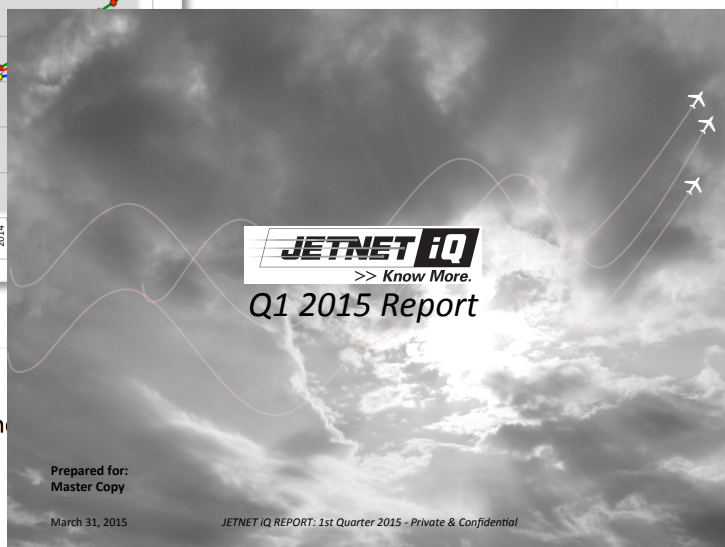 2014
JETNET iQ
>> Know More.
Q1 2015 Report
Prepared for:
Master Copy
March 31, 2015
JETNET iQ REPORT: 1st Quarter 2015 - Private & Confidential